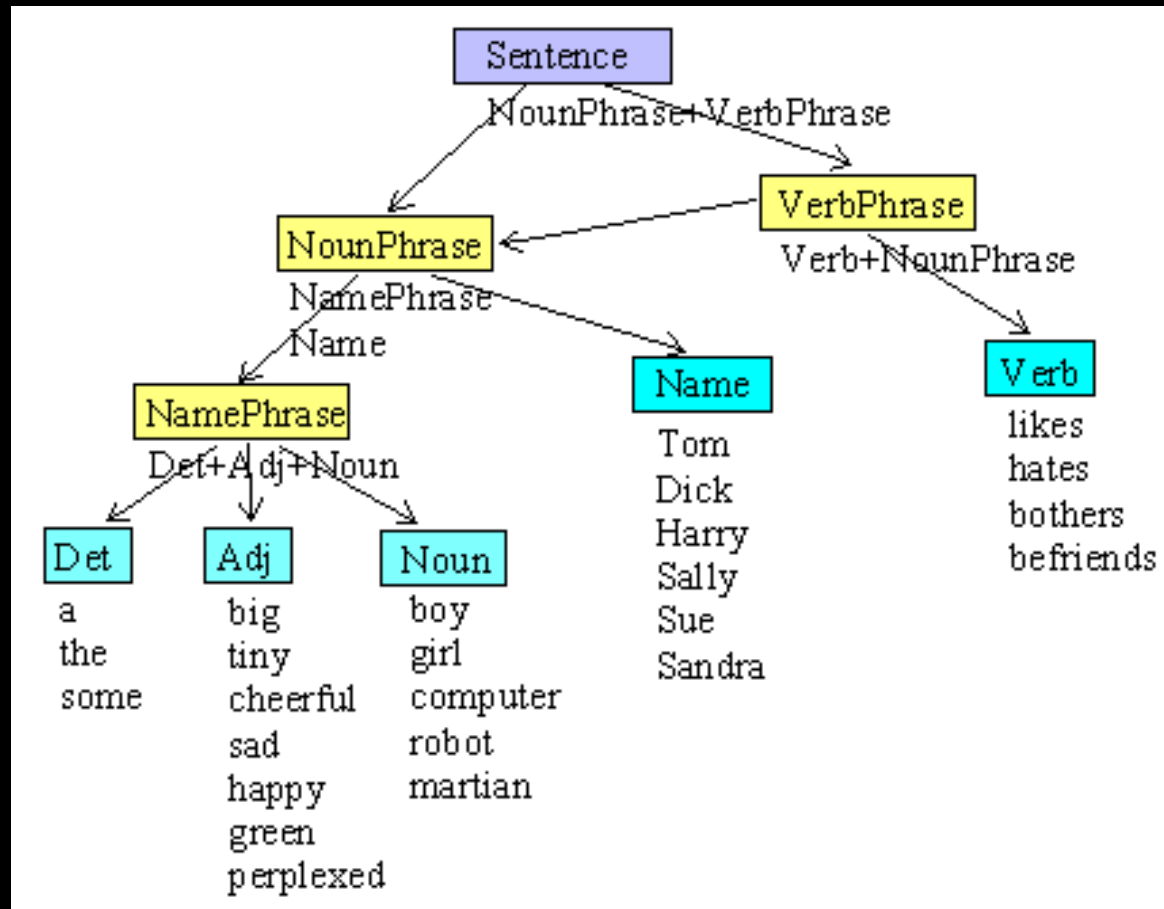 Sentence
NounPhrase+VerbPhrase
VerbPhrase
NounPhrase
Verb+NounPhrase
NamePhrase
Name
Name
Verb
NamePhrase
Det+Adj+Noun
Det
Adj
Noun
Tom
Dick
Harry
Sally
Sue
Sandra
likes
hates
bothers
befriends
a
the
some
big
tiny
cheerful
sad
happy
green
perplexed
boy
girl
computer
robot
martian